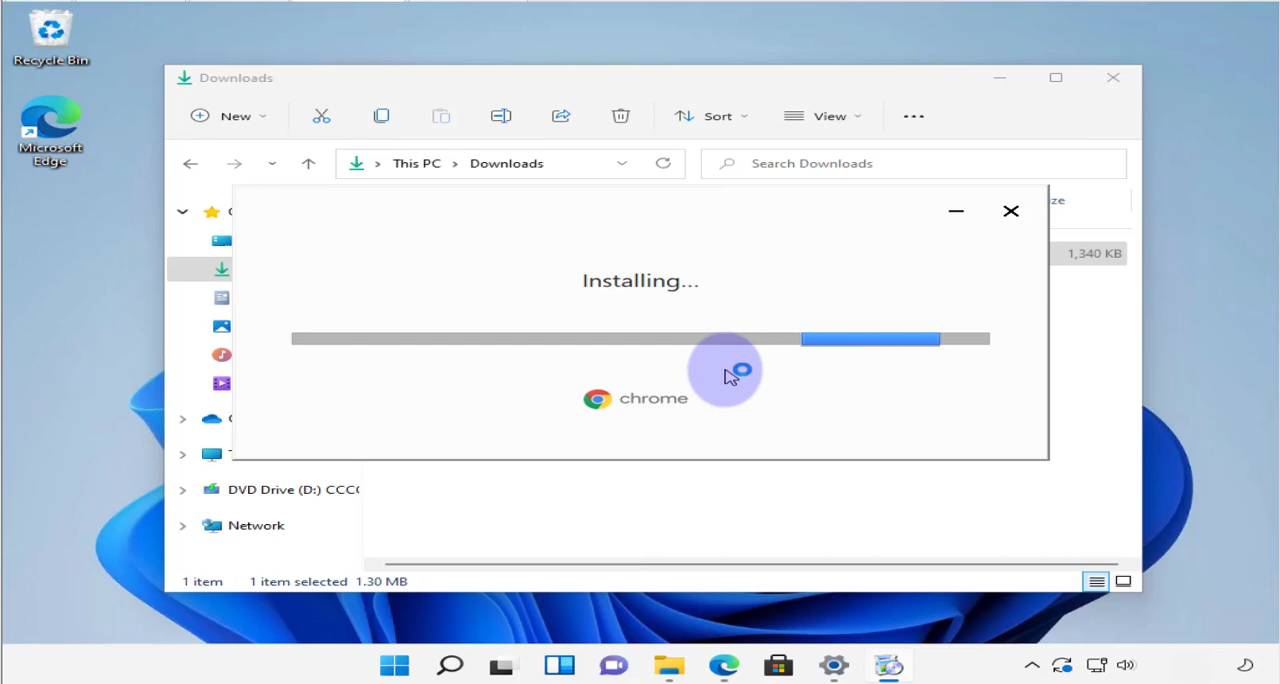 Recycle Bin
Microsoft
Edge
Downloads
New
Sort
View
This PC
Downloads
Search Downloads
1,340 KB
Installing...
chrome
DVD Drive (D:) CCC
Network
1 item
1 item selected
1.30 MB